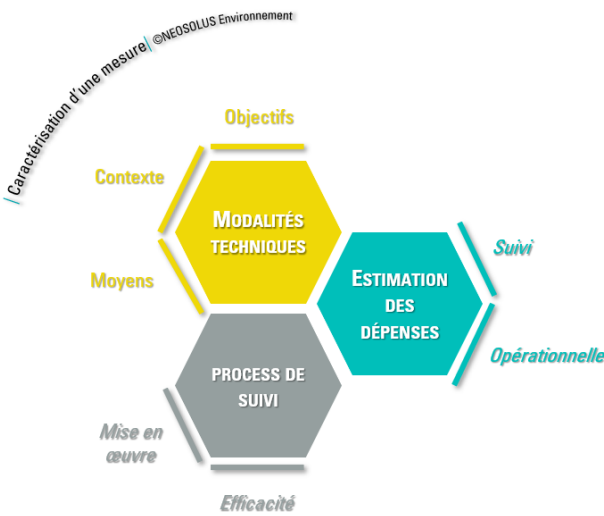 | Caractérisation d'une mesure | ©NEOSOLUS Environnement
Objectifs
Contexte
MODALITÉS
TECHNIQUES
Moyens
Suivi
ESTIMATION
DES
DÉPENSES
Opérationnelle
PROCESS DE
SUIVI
Mise en
œuvre
Efficacité